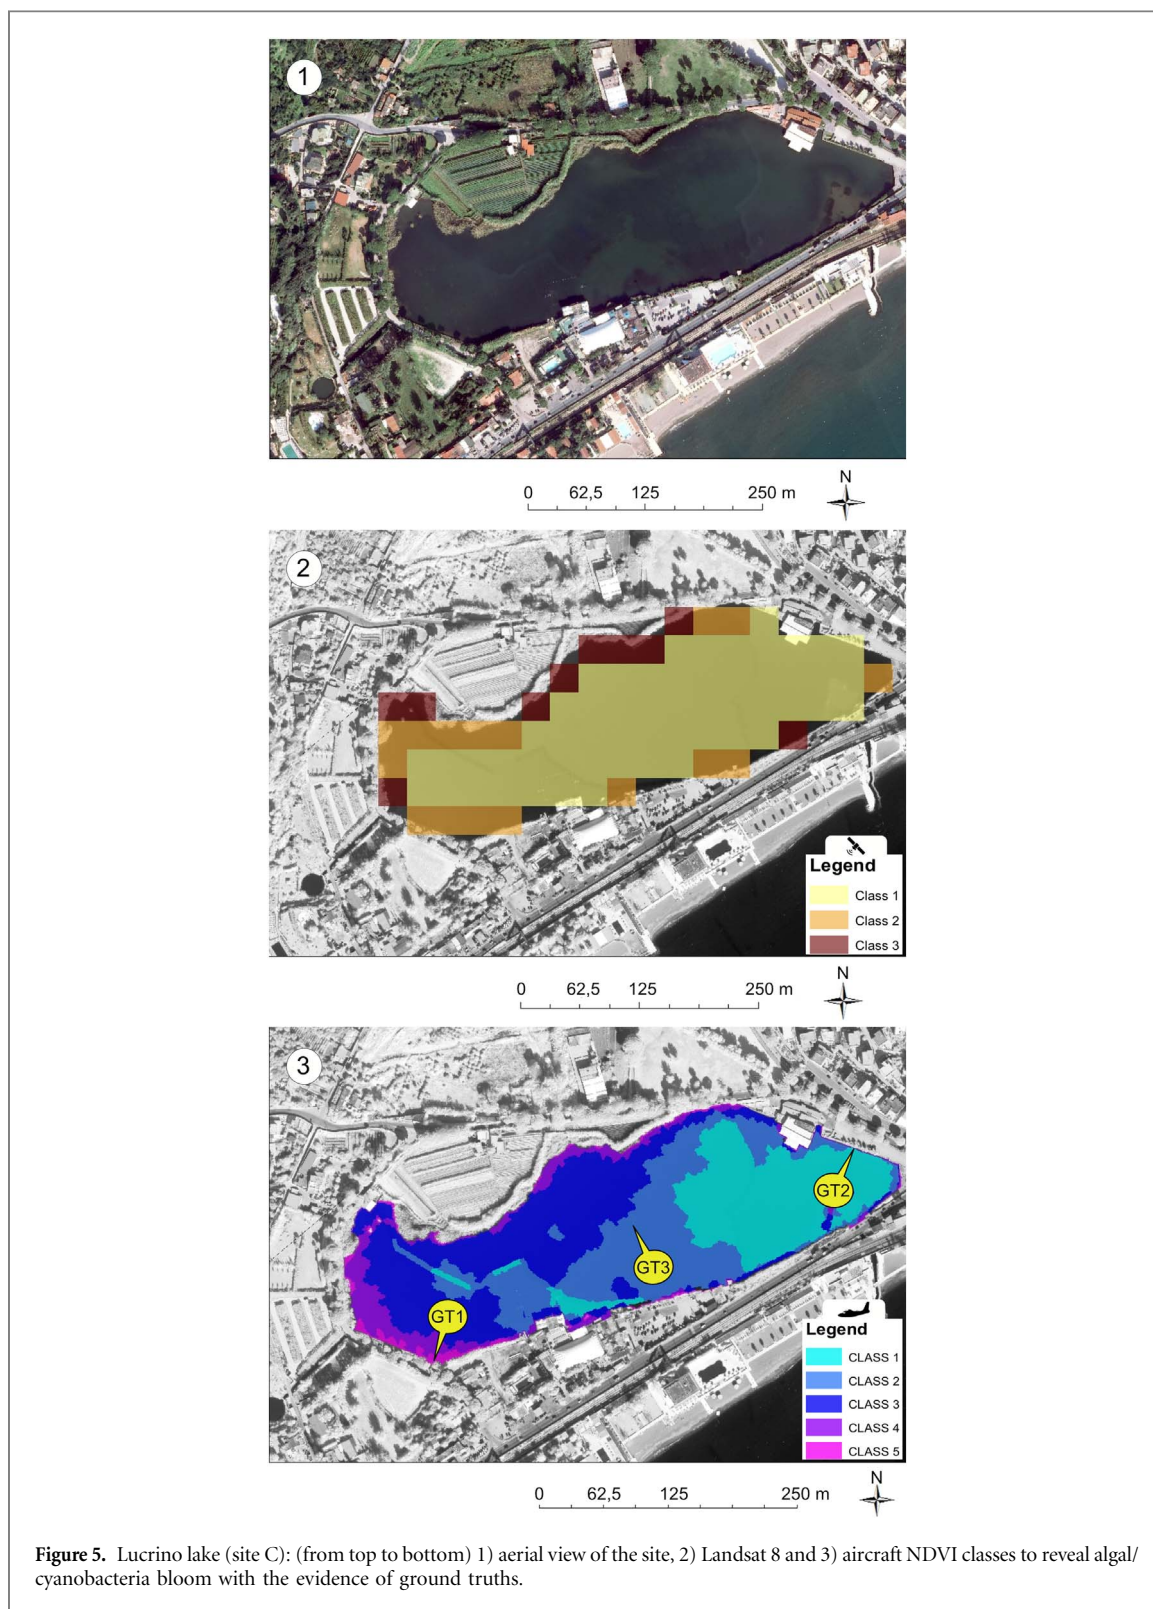 1
0 62,5 125 250 m
N
2
Legend
Class 1
Class 2
Class 3
0 62,5 125 250 m
N
3
GT2
GT3
GT1
Legend
CLASS 1
CLASS 2
CLASS 3
CLASS 4
CLASS 5
0 62,5 125 250 m
N
Figure 5. Lucrino lake (site C): (from top to bottom) 1) aerial view of the site, 2) Landsat 8 and 3) aircraft NDVI classes to reveal algal/
cyanobacteria bloom with the evidence of ground truths.